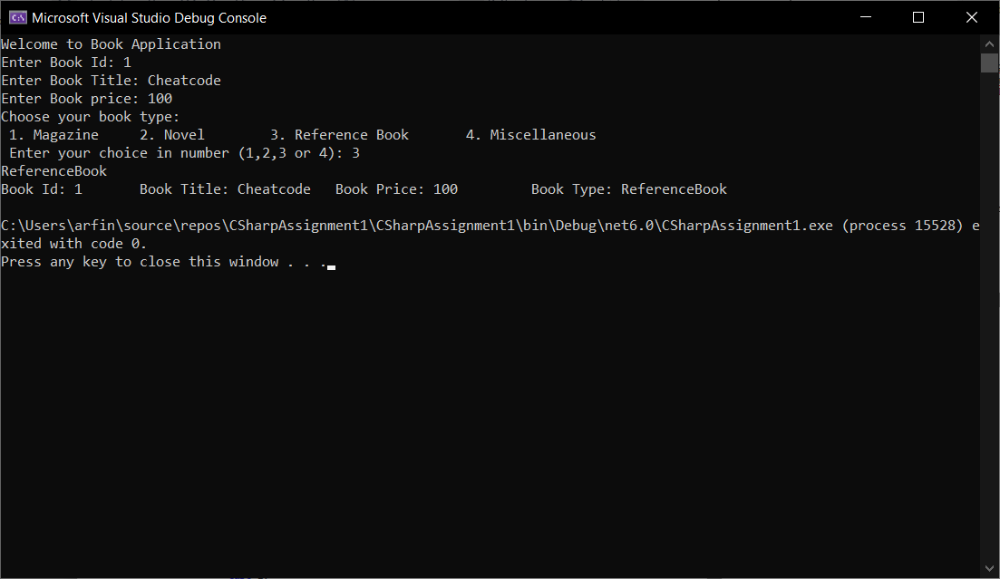 Microsoft Visual Studio Debug Console
Welcome to Book Application
Enter Book Id: 1
Enter Book Title: Cheatcode
Enter Book price: 100
Choose your book type:
 1. Magazine     2. Novel        3. Reference Book       4. Miscellaneous
 Enter your choice in number (1,2,3 or 4): 3
ReferenceBook
Book Id: 1       Book Title: Cheatcode   Book Price: 100         Book Type: ReferenceBook
C:\Users\arfin\source\repos\CSharpAssignment1\CSharpAssignment1\bin\Debug\net6.0\CSharpAssignment1.exe (process 15528) e
xited with code 0.
Press any key to close this window . . .